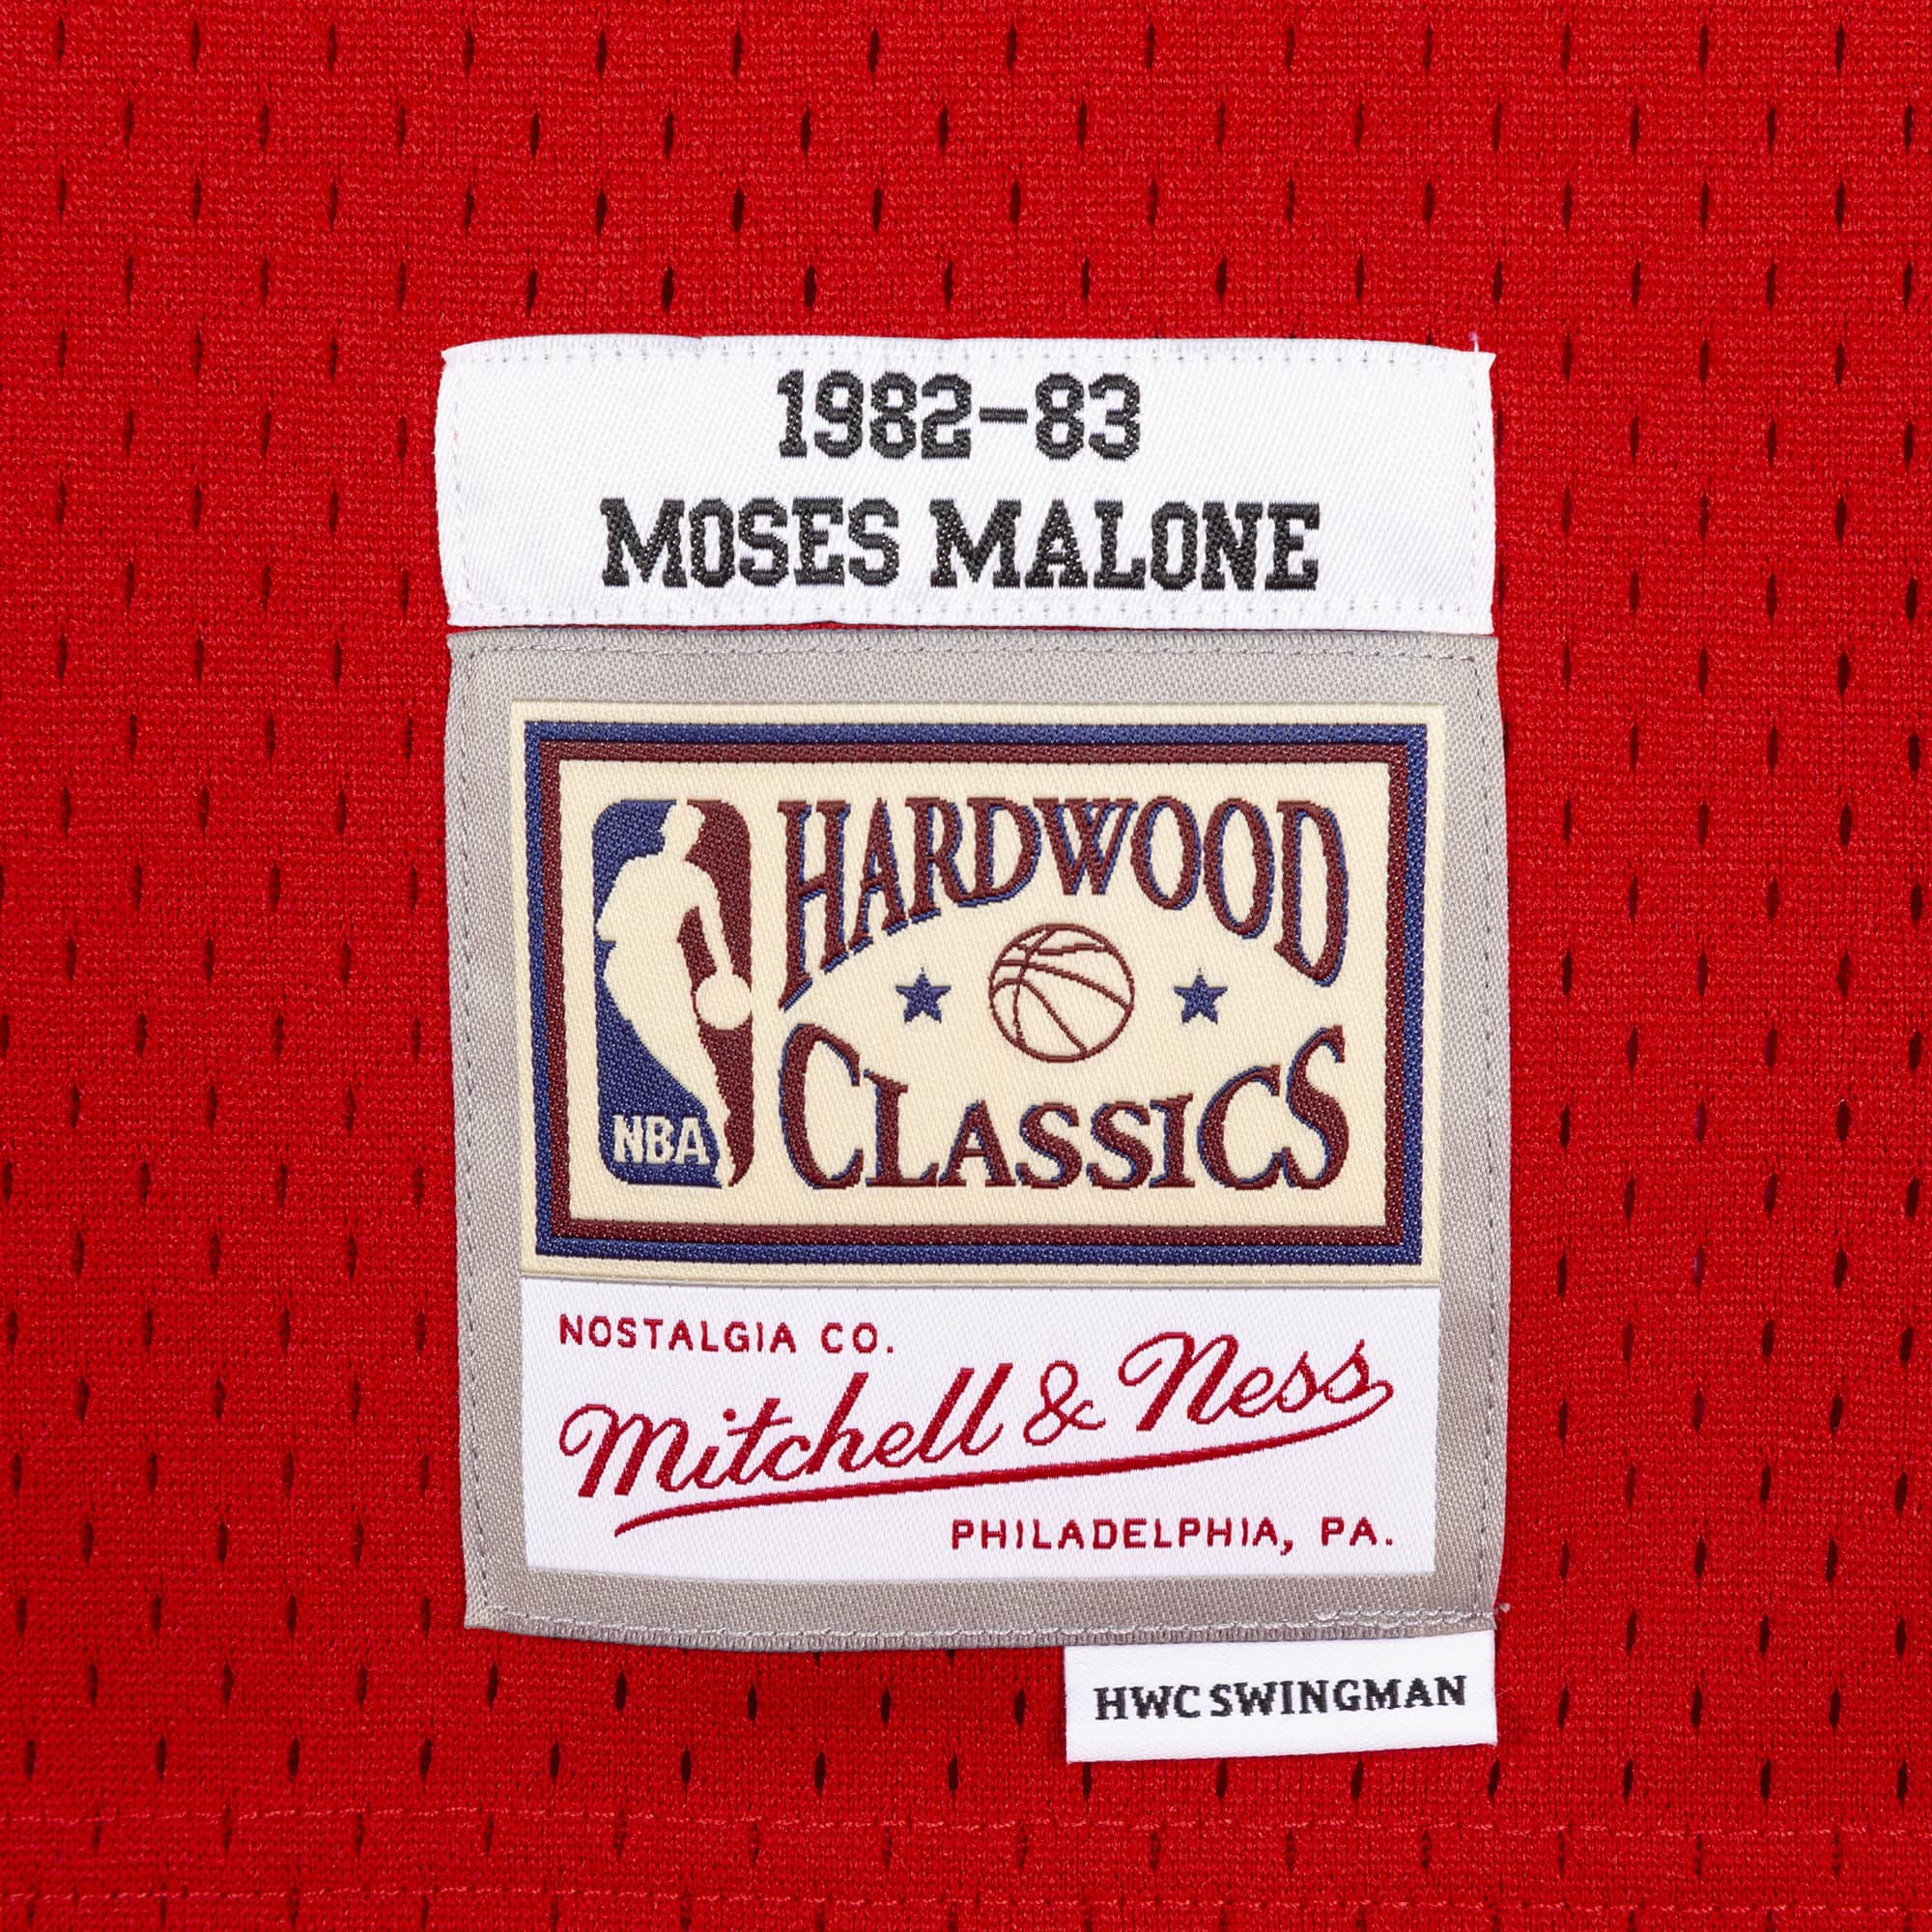 1982-83
MOSES MALONE
HARDWOOD
CLASSICS
NBA
NOSTALGIA CO.
Mitchell & Ness
PHILADELPHIA, PA.
HWC SWINGMAN